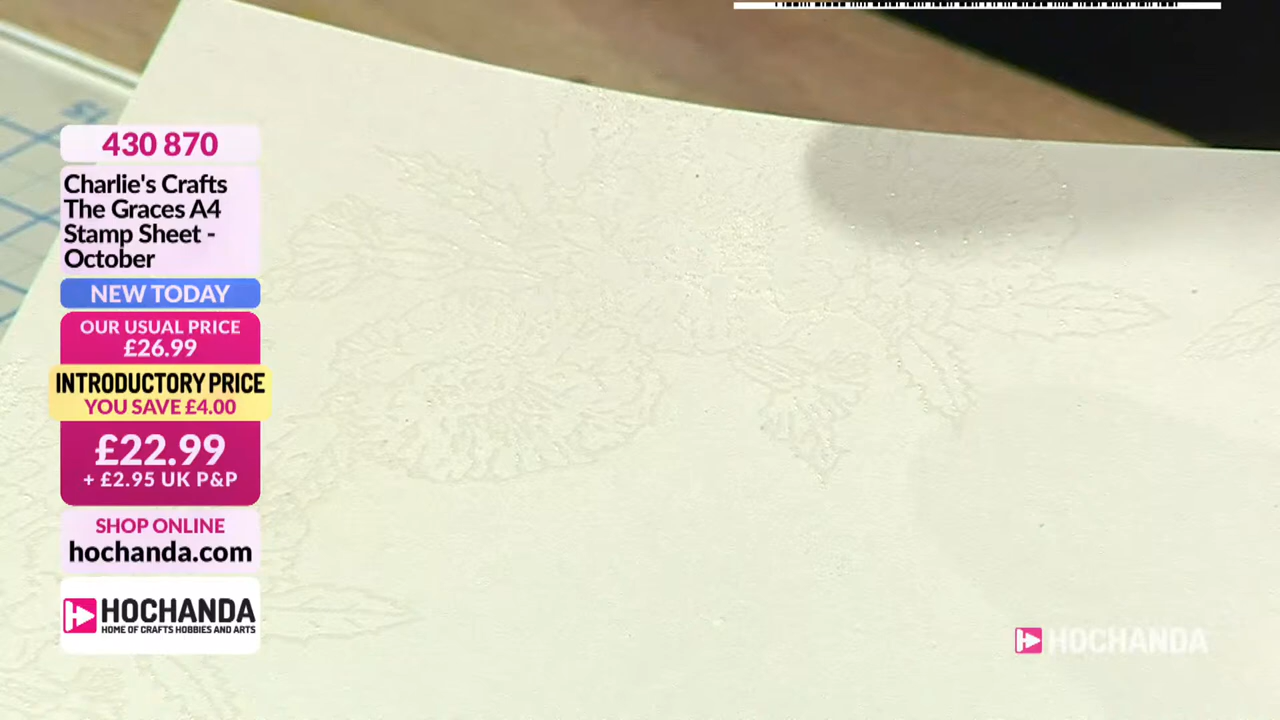 430 870
Charlie's Crafts
The Graces A4
Stamp Sheet -
October
NEW TODAY
OUR USUAL PRICE
£26.99
INTRODUCTORY PRICE
YOU SAVE £4.00
£22.99
+ £2.95 UK P&P
SHOP ONLINE
hochanda.com
HOCHANDA
HOME OF CRAFTS HOBBIES AND ARTS
HOCHANDA